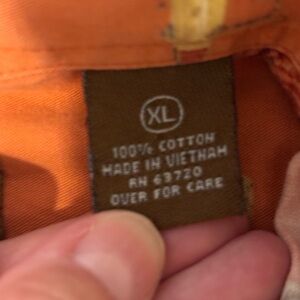 XL
100% COTTON
MADE IN VIETNAM
RN 63720
OVER FOR CARE